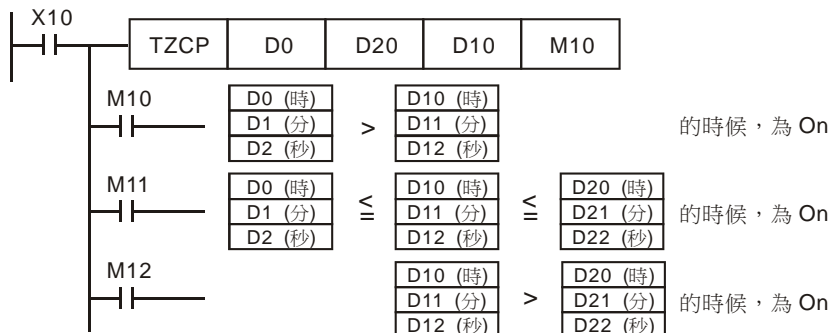 X10
TZCP D0 D20 D10 M10
M10
D0 (時) D10 (時)
D1 (分) > D11 (分) 的時候，為 On
D2 (秒) D12 (秒)
M11
D0 (時) D10 (時) D20 (時)
D1 (分) ≦ D11 (分) ≦ D21 (分) 的時候，為 On
D2 (秒) D12 (秒) D22 (秒)
M12
D10 (時) D20 (時)
D11 (分) > D21 (分) 的時候，為 On
D12 (秒) D22 (秒)